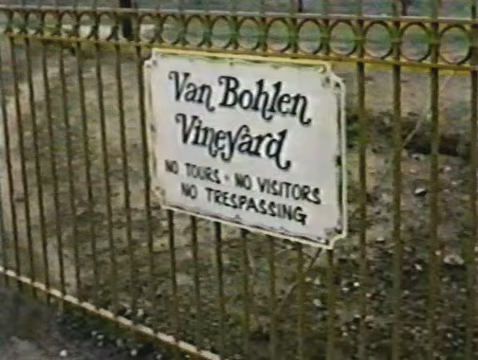 Van Bohlen
Vineyard
NO TOURS - NO VISITORS
NO TRESPASSING